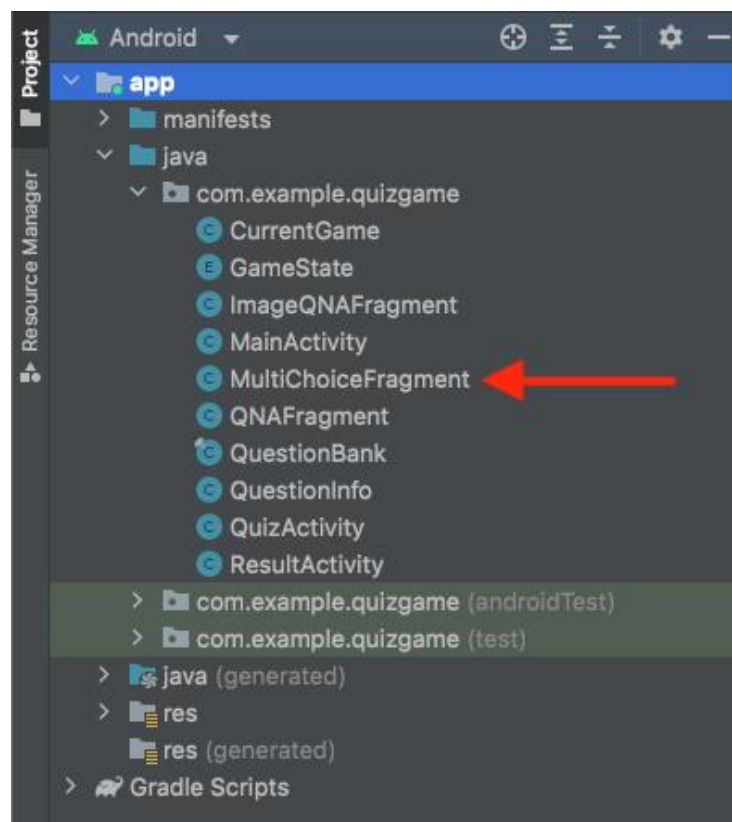 Project
Resource Manager
Android
app
manifests
java
com.example.quizgame
C CurrentGame
E GameState
C ImageQNAFragment
C MainActivity
C MultiChoiceFragment
C QNAFragment
C QuestionBank
C QuestionInfo
C QuizActivity
C ResultActivity
com.example.quizgame (androidTest)
com.example.quizgame (test)
java (generated)
res
res (generated)
Gradle Scripts